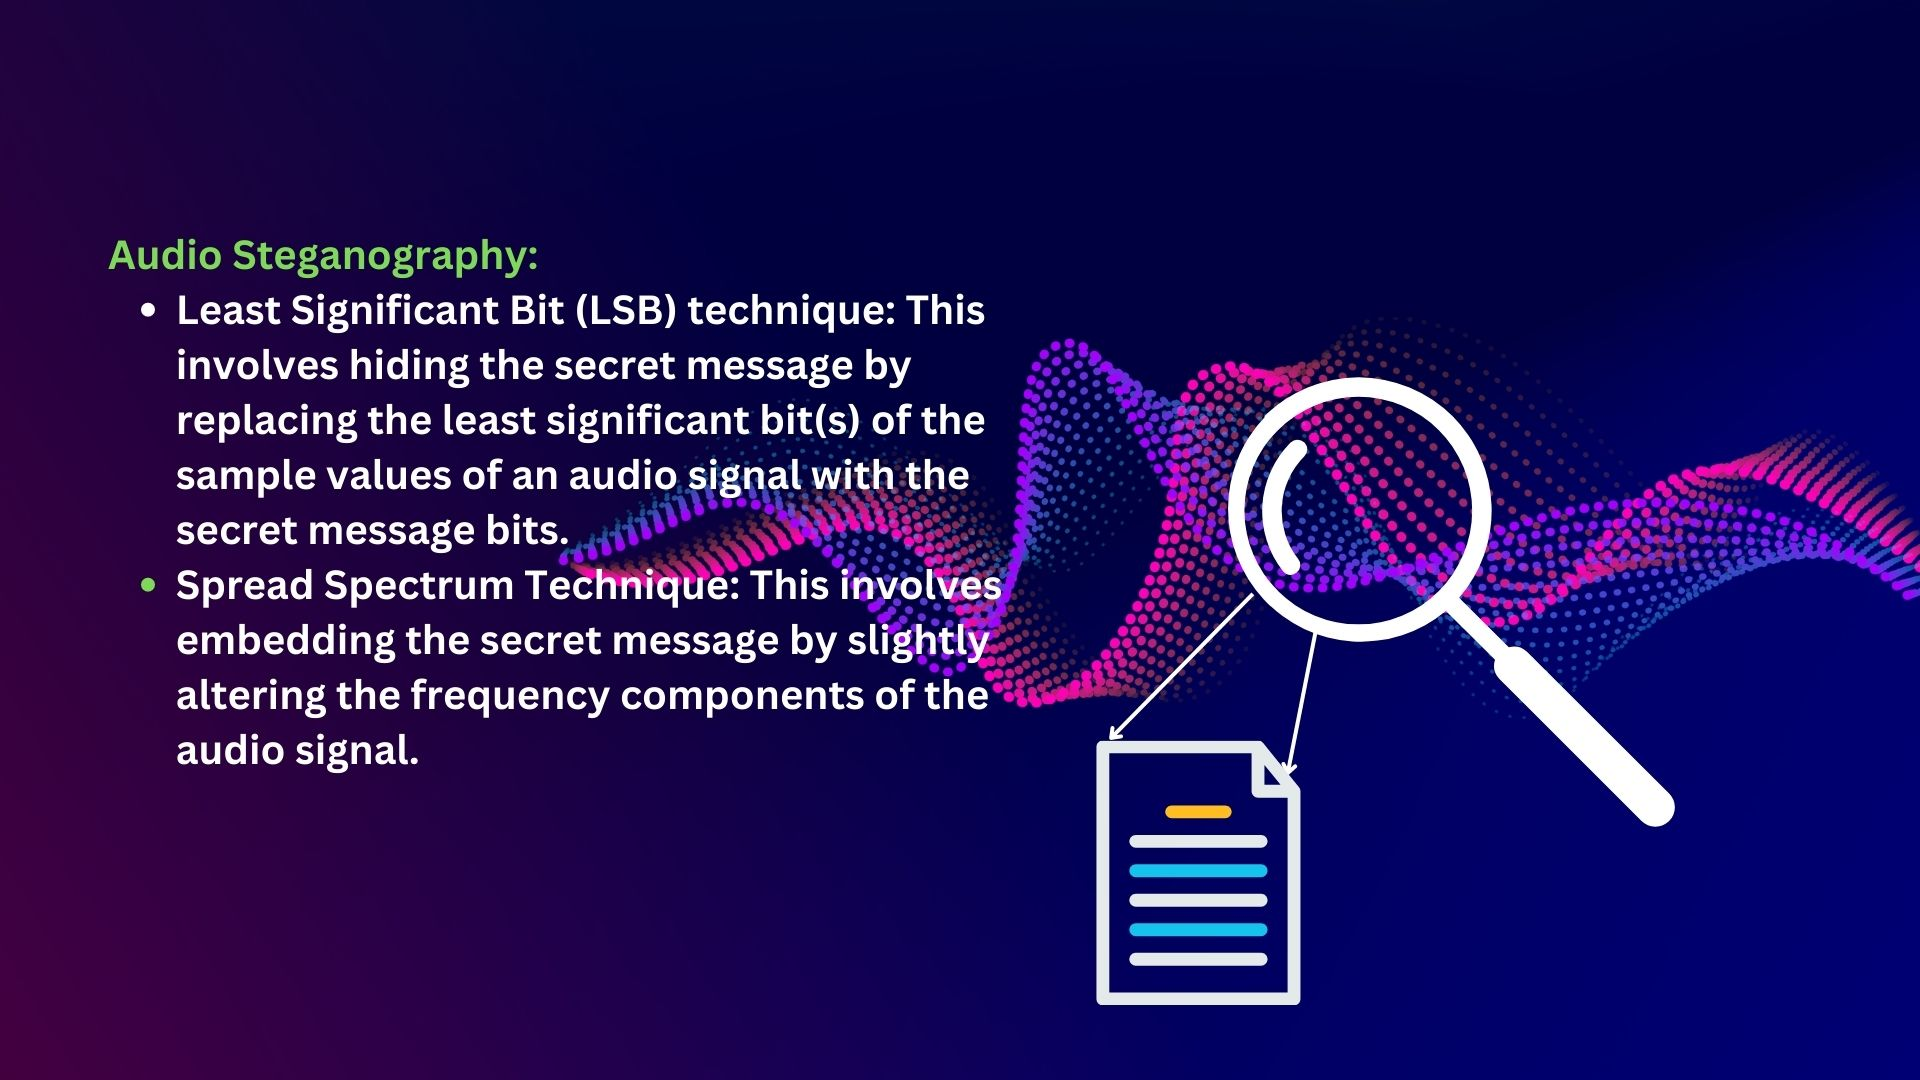 Audio Steganography:
• Least Significant Bit (LSB) technique: This
involves hiding the secret message by
replacing the least significant bit(s) of the
sample values of an audio signal with the
secret message bits.
• Spread Spectrum Technique: This involves
embedding the secret message by slightly
altering the frequency components of the
audio signal.